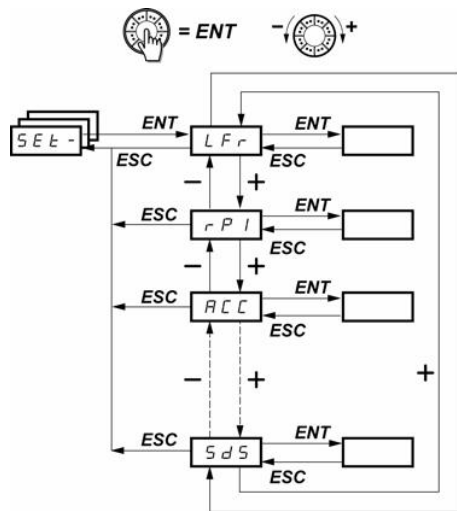 = ENT - +
SEt - ENT LFr ENT
ESC ESC
- +
ESC rPI ENT
ESC
- +
ESC ACC ENT
ESC
- + +
ESC SdS ENT
ESC